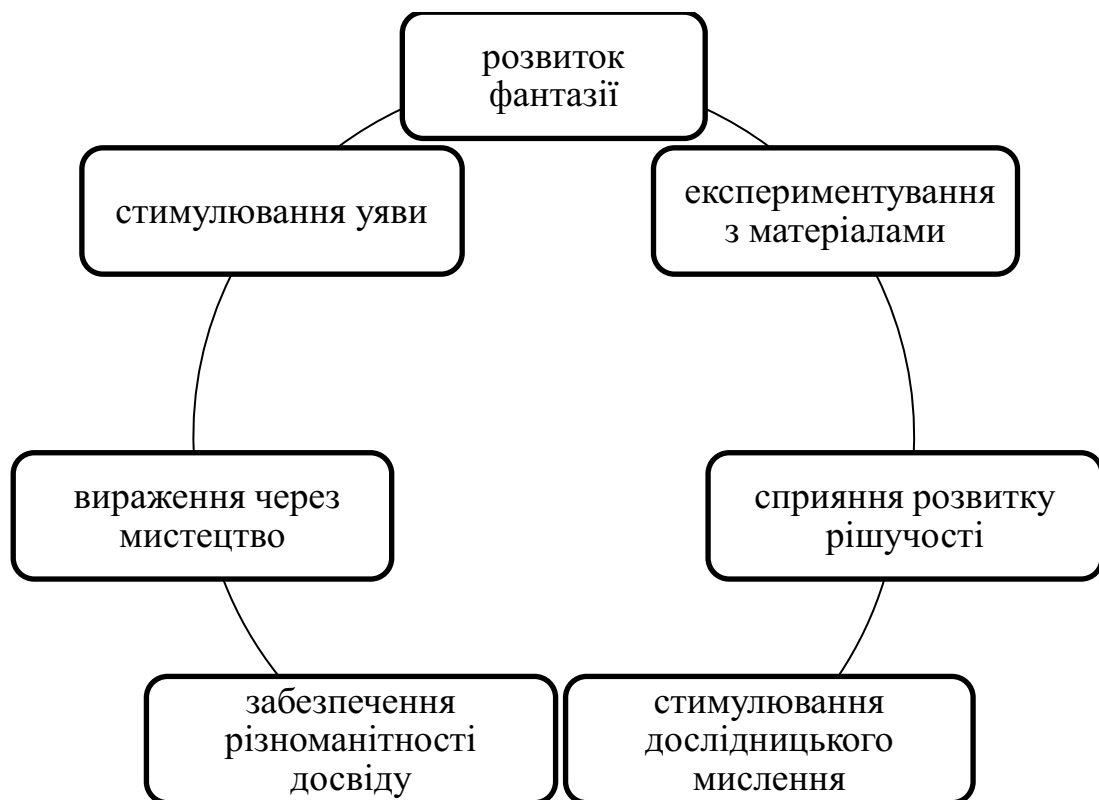 розвиток
фантазії
стимулювання уяви
експериментування
з матеріалами
вираження через
мистецтво
сприяння розвитку
рішучості
забезпечення
різноманітності
досвіду
стимулювання
дослідницького
мислення